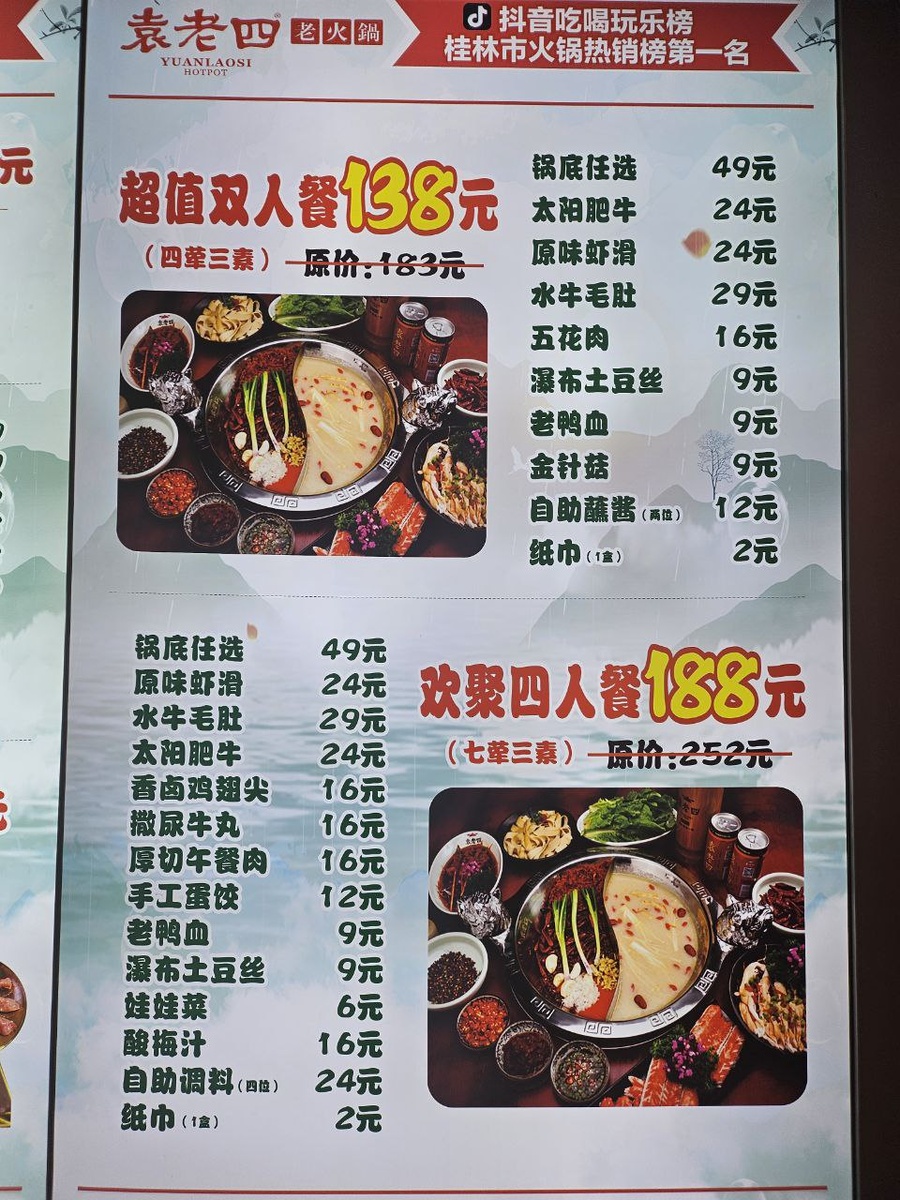 袁老四® 老火鍋
YUANLAOSI
HOTPOT
抖音吃喝玩乐榜
桂林市火锅热销榜第一名
超值双人餐138元
（四荤三素） 原价:183元
锅底任选 49元
太阳肥牛 24元
原味虾滑 24元
水牛毛肚 29元
五花肉 16元
瀑布土豆丝 9元
老鸭血 9元
金针菇 9元
自助蘸酱（两位） 12元
纸巾（1盒） 2元
欢聚四人餐188元
（七荤三素） 原价:252元
锅底任选 49元
原味虾滑 24元
水牛毛肚 29元
太阳肥牛 24元
香卤鸡翅尖 16元
撒尿牛丸 16元
厚切午餐肉 16元
手工蛋饺 12元
老鸭血 9元
瀑布土豆丝 9元
娃娃菜 6元
酸梅汁 16元
自助调料（四位） 24元
纸巾（1盒） 2元
元